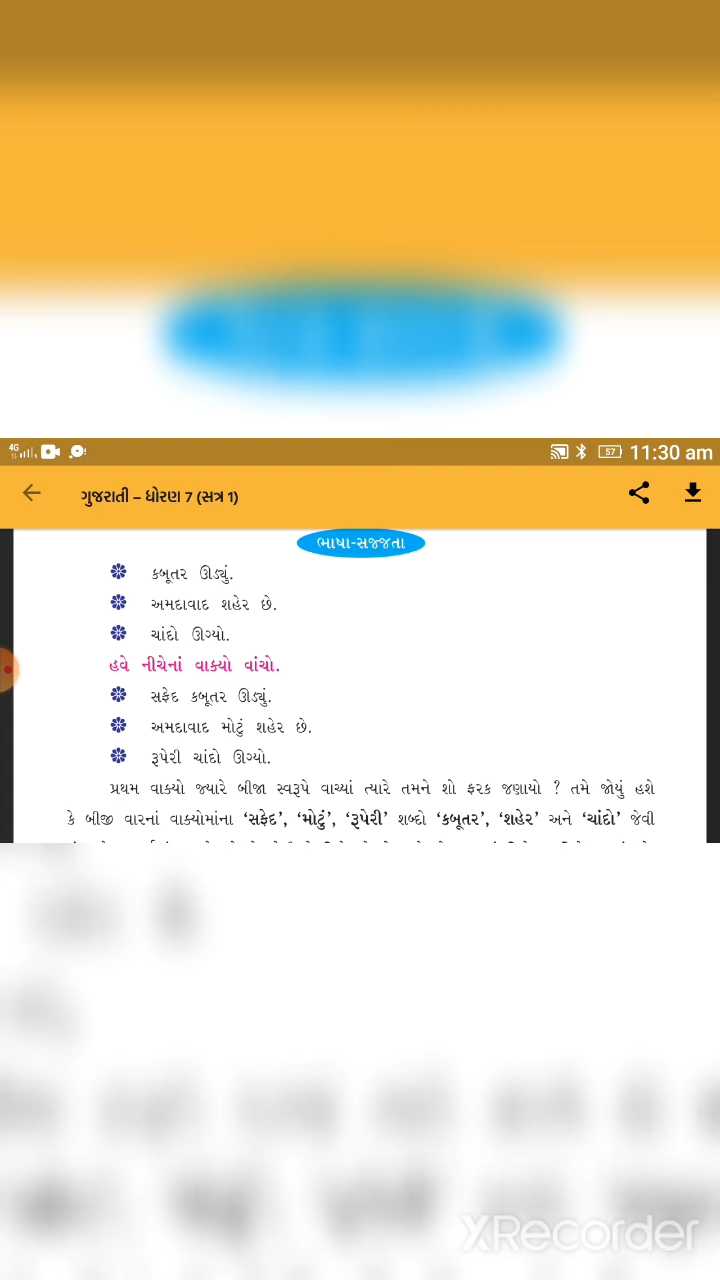 4G
57
11:30 am
ગુજરાતી – ધોરણ 7 (સત્ર 1)
ભાષા-સજ્જતા
કબૂતર ઊડ્યું.
અમદાવાદ શહેર છે.
ચાંદો ઊગ્યો.
હવે નીચેનાં વાક્યો વાંચો.
સફેદ કબૂતર ઊડ્યું.
અમદાવાદ મોટું શહેર છે.
રૂપેરી ચાંદો ઊગ્યો.
પ્રથમ વાક્યો જ્યારે બીજા સ્વરૂપે વાચ્યાં ત્યારે તમને શો ફરક જણાયો ? તમે જોયું હશે
કે બીજી વારનાં વાક્યોમાંના ‘સફેદ’, ‘મોટું’, ‘રૂપેરી’ શબ્દો ‘કબૂતર’, ‘શહેર’ અને ‘ચાંદો’ જેવી
XRecorder